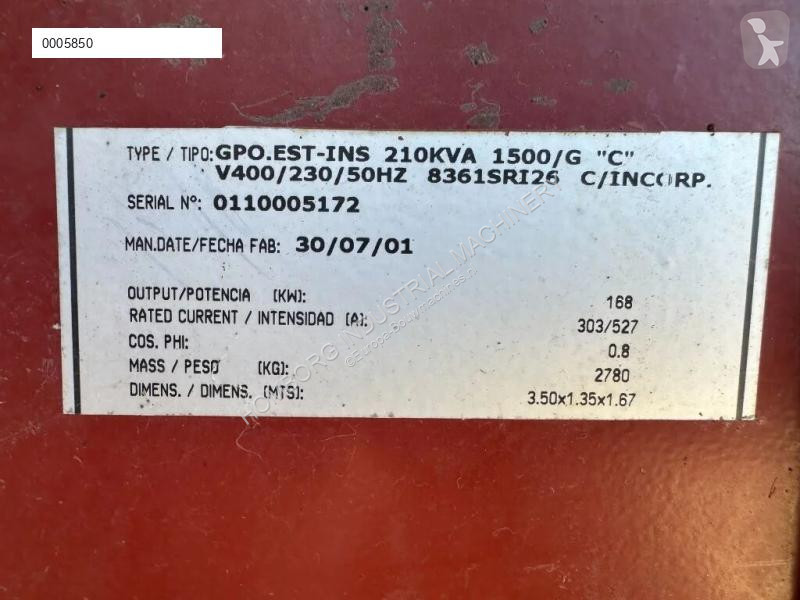 0005850
TYPE / TIPO: GPO.EST-INS 210KVA 1500/G "C"
V400/230/50HZ 8361SRI26 C/INCORP.
SERIAL Nº: 0110005172
MAN.DATE/FECHA FAB: 30/07/01
OUTPUT/POTENCIA [KW]: 168
RATED CURRENT / INTENSIDAD [A]: 303/527
COS. PHI: 0.8
MASS / PESO [KG]: 2780
DIMENS. / DIMENS. [MTS]: 3.50x1.35x1.67